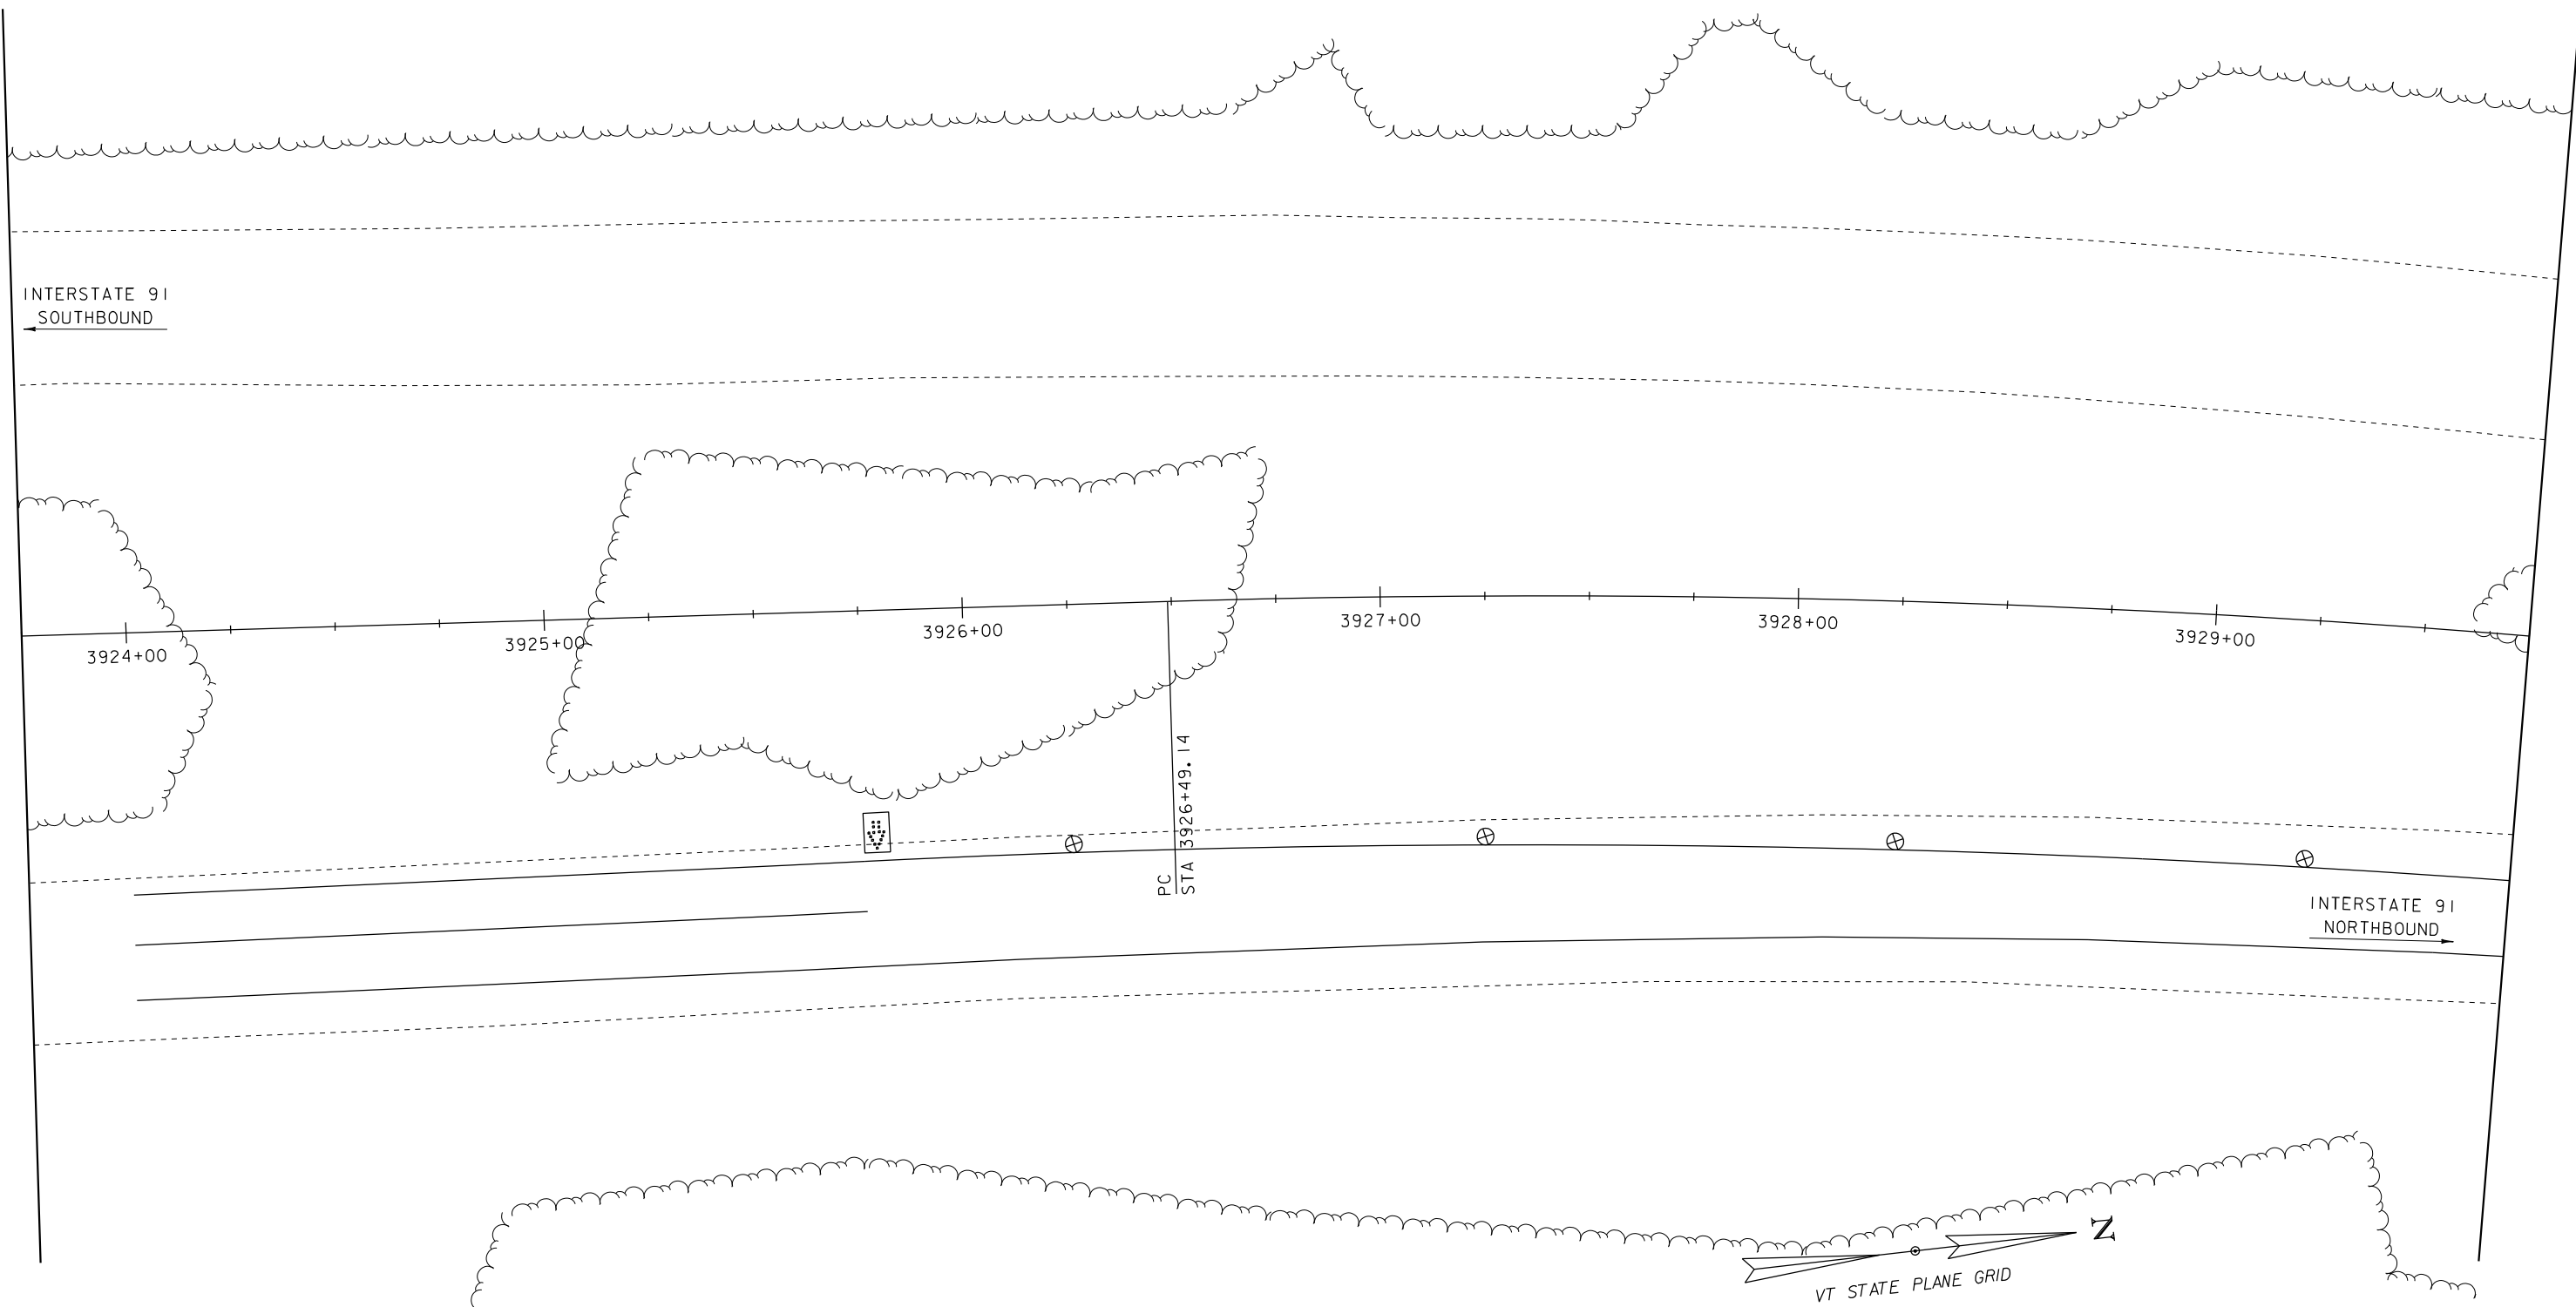 INTERSTATE 91
SOUTHBOUND
3924+00
3925+00
3926+00
3927+00
3928+00
3929+00
PC
STA 3926+49.14
INTERSTATE 91
NORTHBOUND
N
VT STATE PLANE GRID